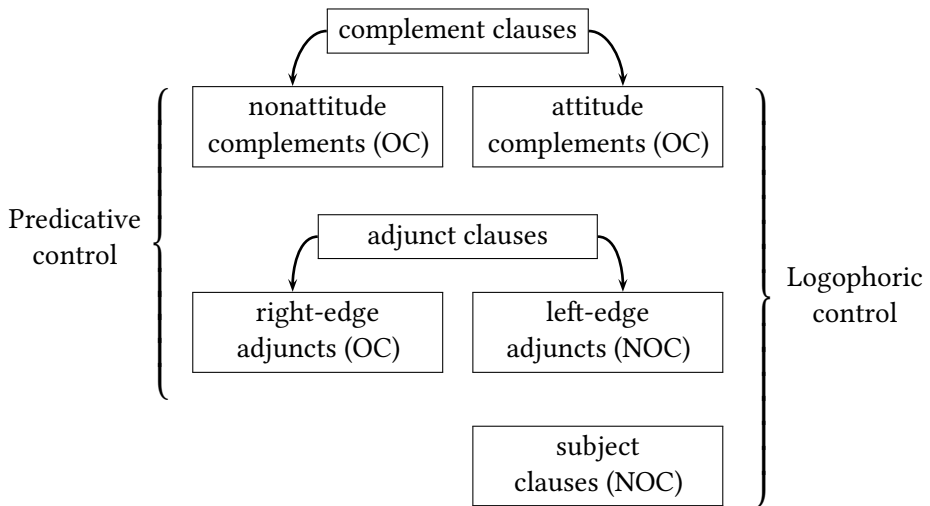 complement clauses
nonattitude
complements (OC)
attitude
complements (OC)
Predicative
control
adjunct clauses
right-edge
adjuncts (OC)
left-edge
adjuncts (NOC)
Logophoric
control
subject
clauses (NOC)